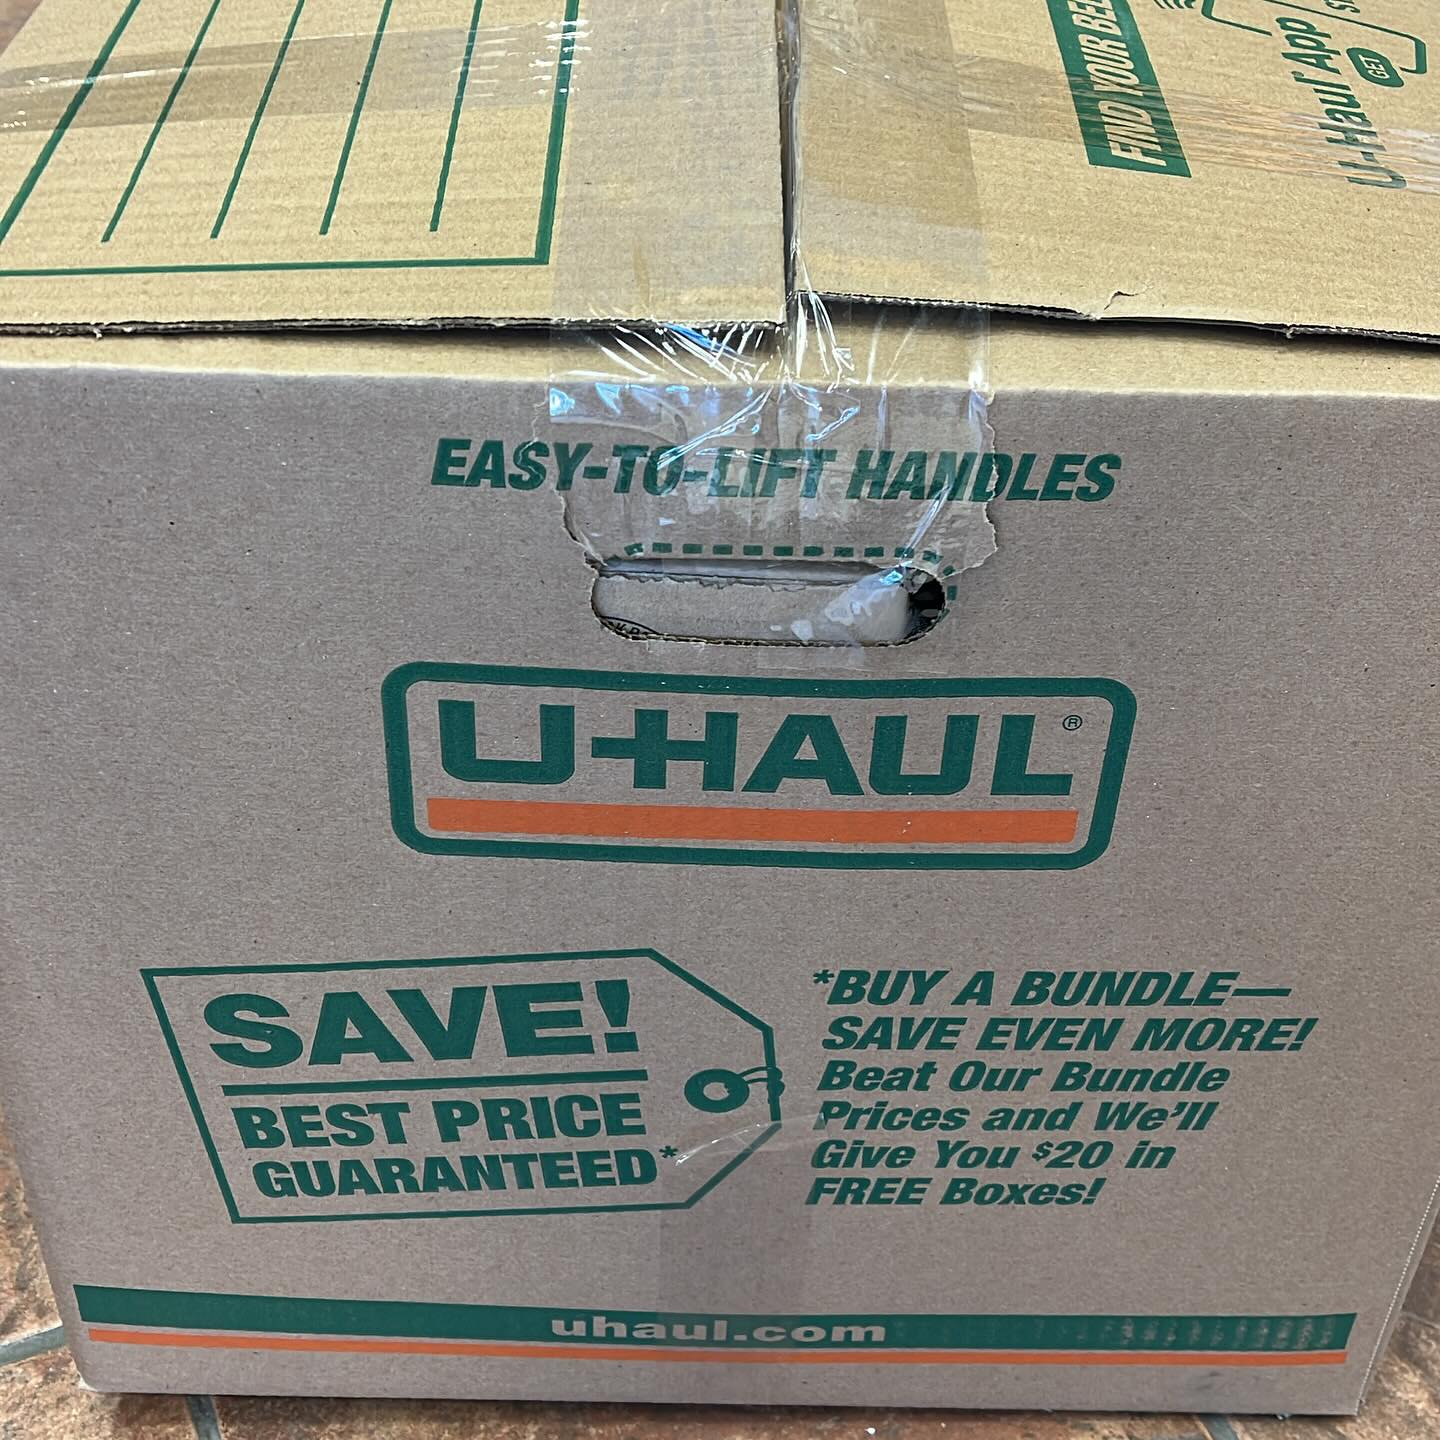 FIND YOUR
U-Haul App
GET
EASY-TO-LIFT HANDLES
U-HAUL®
SAVE!
BEST PRICE
GUARANTEED*
*BUY A BUNDLE—
SAVE EVEN MORE!
Beat Our Bundle
Prices and We'll
Give You $20 in
FREE Boxes!
uhaul.com